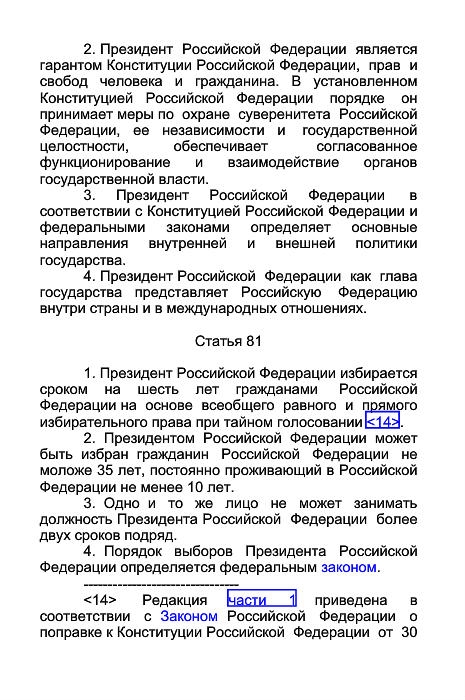 2. Президент Российской Федерации является
гарантом Конституции Российской Федерации, прав и
свобод человека и гражданина. В установленном
Конституцией Российской Федерации порядке он
принимает меры по охране суверенитета Российской
Федерации, ее независимости и государственной
целостности, обеспечивает согласованное
функционирование и взаимодействие органов
государственной власти.
3. Президент Российской Федерации в
соответствии с Конституцией Российской Федерации и
федеральными законами определяет основные
направления внутренней и внешней политики
государства.
4. Президент Российской Федерации как глава
государства представляет Российскую Федерацию
внутри страны и в международных отношениях.
Статья 81
1. Президент Российской Федерации избирается
сроком на шесть лет гражданами Российской
Федерации на основе всеобщего равного и прямого
избирательного права при тайном голосовании <14>.
2. Президентом Российской Федерации может
быть избран гражданин Российской Федерации не
моложе 35 лет, постоянно проживающий в Российской
Федерации не менее 10 лет.
3. Одно и то же лицо не может занимать
должность Президента Российской Федерации более
двух сроков подряд.
4. Порядок выборов Президента Российской
Федерации определяется федеральным законом.
--------------------------------
<14> Редакция части 1 приведена в
соответствии с Законом Российской Федерации о
поправке к Конституции Российской Федерации от 30